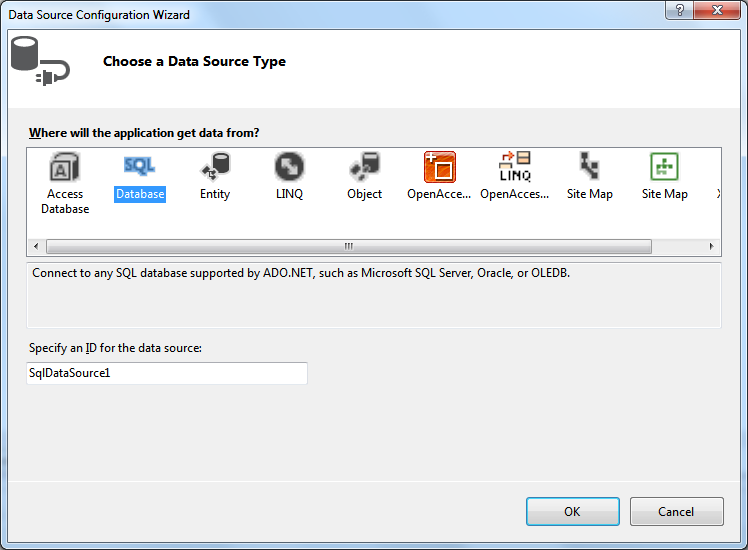 Data Source Configuration Wizard
?
Choose a Data Source Type
Where will the application get data from?
SQL
LINQ
Access Database
Database
Entity
LINQ
Object
OpenAcce...
OpenAcces...
Site Map
Site Map
Connect to any SQL database supported by ADO.NET, such as Microsoft SQL Server, Oracle, or OLEDB.
Specify an ID for the data source:
SqlDataSource1
OK
Cancel